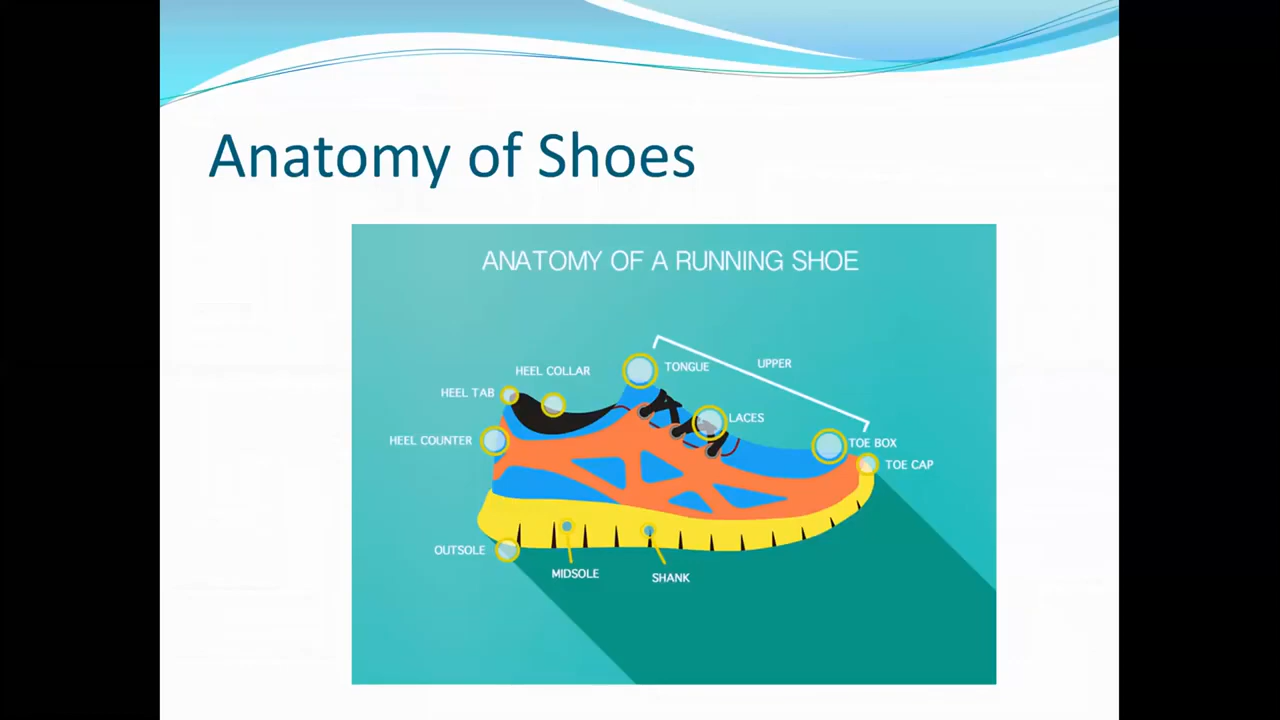 Anatomy of Shoes
ANATOMY OF A RUNNING SHOE
UPPER
TONGUE
HEEL COLLAR
HEEL TAB
LACES
HEEL COUNTER
TOE BOX
TOE CAP
OUTSOLE
MIDSOLE
SHANK